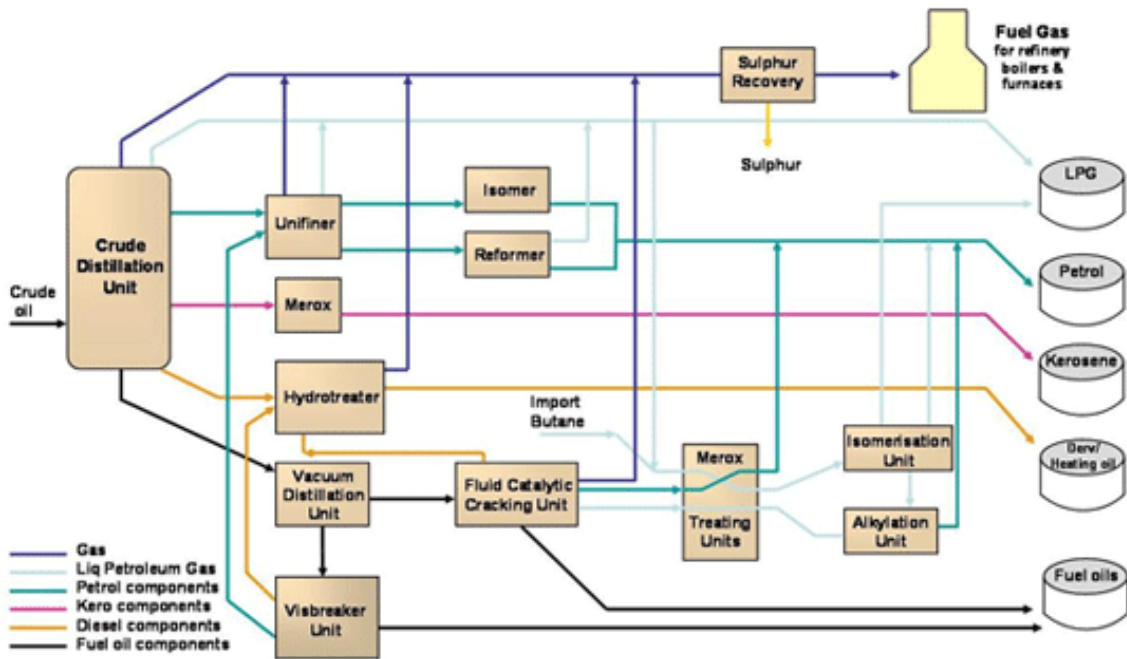 Sulphur
Recovery
Fuel Gas
for refinery
boilers &
furnaces
Sulphur
LPG
Isomer
Unifiner
Reformer
Crude
Distillation
Unit
Petrol
Crude
oil
Merox
Kerosene
Hydrotreater
Import
Butane
Isomerisation
Unit
Derv/
Heating oil
Merox
Treating
Units
Vacuum
Distillation
Unit
Fluid Catalytic
Cracking Unit
Alkylation
Unit
Fuel oils
Visbreaker
Unit
Gas
Liq Petroleum Gas
Petrol components
Kero components
Diesel components
Fuel oil components